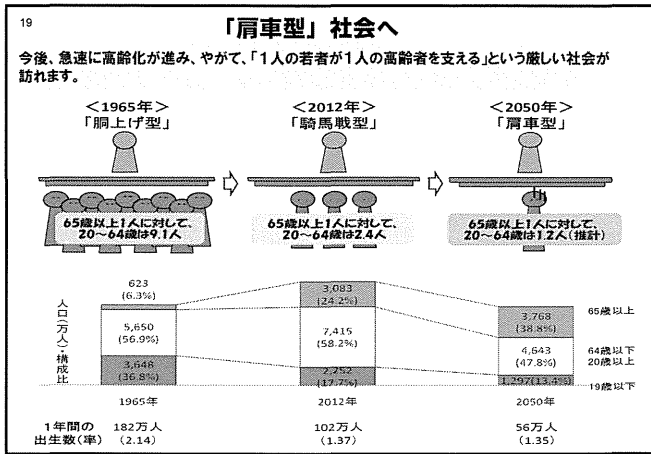 19
「肩車型」社会へ
今後、急速に高齢化が進み、やがて、「1人の若者が1人の高齢者を支える」という厳しい社会が
訪れます。
＜1965年＞
「胴上げ型」
＜2012年＞
「騎馬戦型」
＜2050年＞
「肩車型」
65歳以上1人に対して、
20～64歳は9.1人
65歳以上1人に対して、
20～64歳は2.4人
65歳以上1人に対して、
20～64歳は1.2人(推計)
人口(万人)・構成比
623
(6.3%)
5,650
(56.9%)
3,648
(36.8%)
1965年
3,083
(24.2%)
7,415
(58.2%)
2,252
(17.7%)
2012年
3,768
(38.8%)
4,643
(47.8%)
1,297(13.4%)
2050年
65歳以上
64歳以下
20歳以上
19歳以下
1年間の
出生数(率)
182万人
(2.14)
102万人
(1.37)
56万人
(1.35)